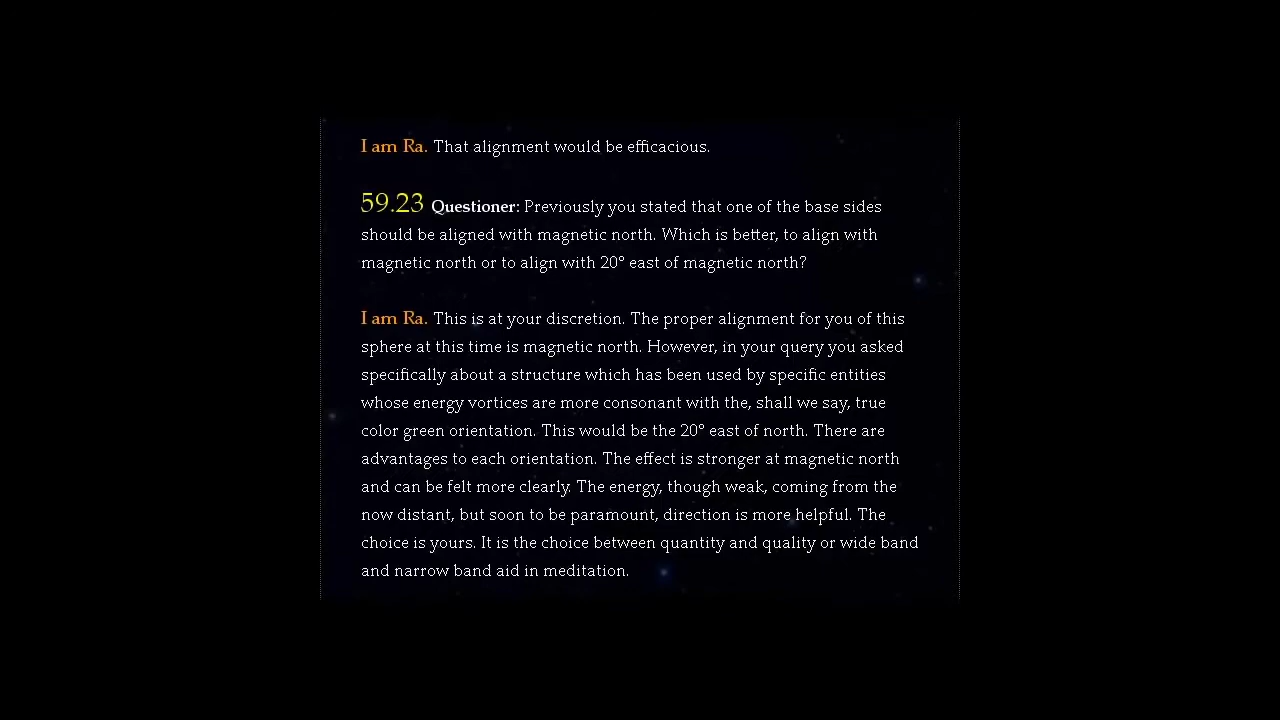 I am Ra. That alignment would be efficacious.
59.23 Questioner: Previously you stated that one of the base sides
should be aligned with magnetic north. Which is better, to align with
magnetic north or to align with 20° east of magnetic north?
I am Ra. This is at your discretion. The proper alignment for you of this
sphere at this time is magnetic north. However, in your query you asked
specifically about a structure which has been used by specific entities
whose energy vortices are more consonant with the, shall we say, true
color green orientation. This would be the 20° east of north. There are
advantages to each orientation. The effect is stronger at magnetic north
and can be felt more clearly. The energy, though weak, coming from the
now distant, but soon to be paramount, direction is more helpful. The
choice is yours. It is the choice between quantity and quality or wide band
and narrow band aid in meditation.